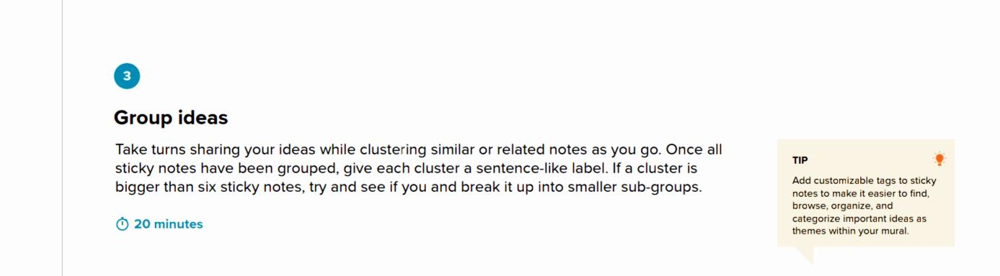 3
Group ideas
Take turns sharing your ideas while clustering similar or related notes as you go. Once all
sticky notes have been grouped, give each cluster a sentence-like label. If a cluster is
bigger than six sticky notes, try and see if you and break it up into smaller sub-groups.
20 minutes
TIP
Add customizable tags to sticky
notes to make it easier to find,
browse, organize, and
categorize important ideas as
themes within your mural.